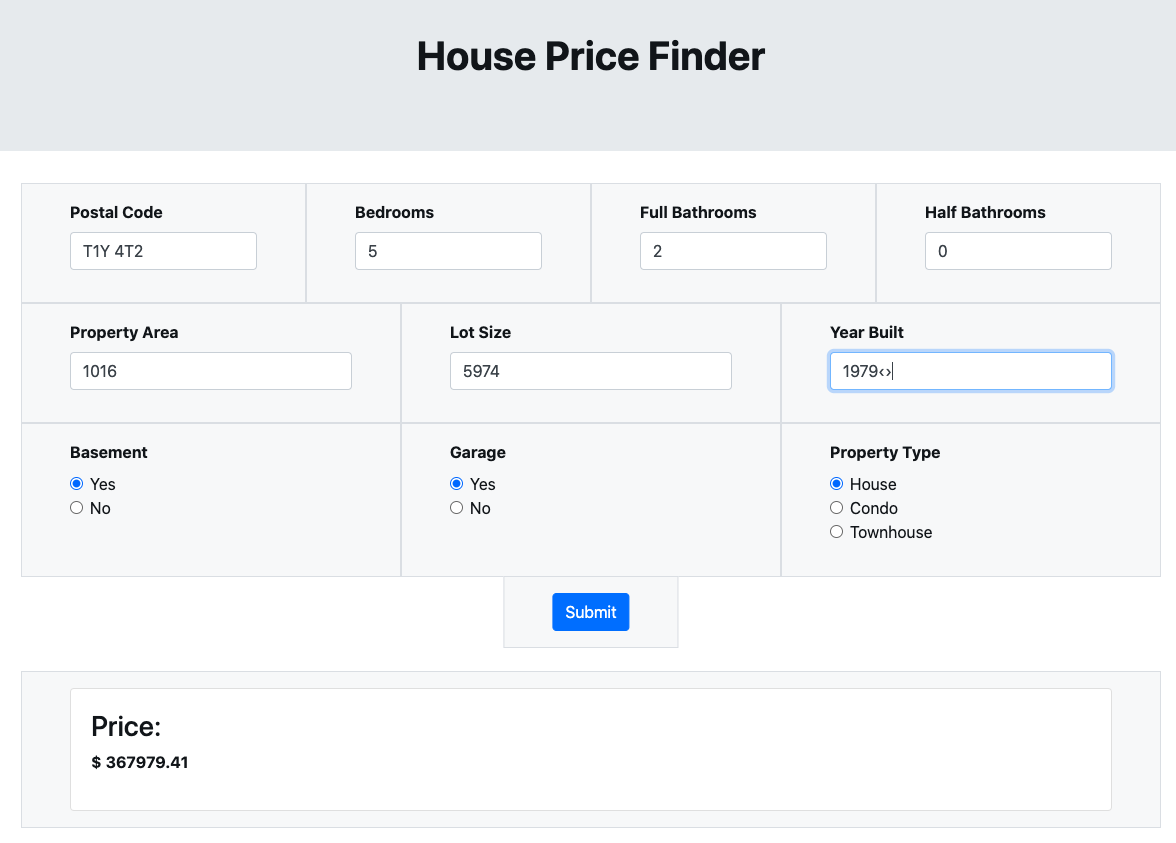 House Price Finder
Postal Code
Bedrooms
Full Bathrooms
Half Bathrooms
T1Y 4T2
5
2
0
Property Area
Lot Size
Year Built
1016
5974
1979‹›
Basement
Garage
Property Type
Yes
Yes
House
No
No
Condo
Townhouse
Submit
Price:
$ 367979.41